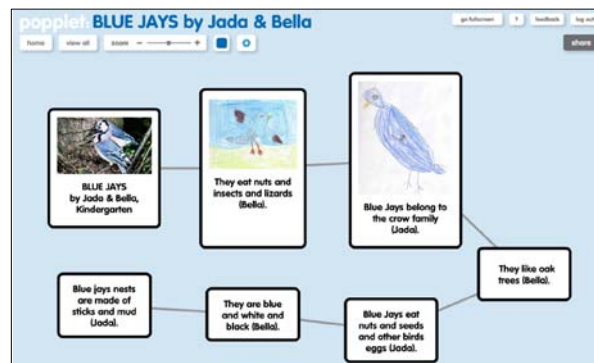 popplet: BLUE JAYS by Jada & Bella
go fullscreen ? feedback log out
home view all zoom - +
share
BLUE JAYS
by Jada & Bella,
Kindergarten
They eat nuts and
insects and lizards
(Bella).
Blue Jays belong to
the crow family
(Jada).
They like oak
trees (Bella).
Blue Jays eat
nuts and seeds
and other birds
eggs (Jada).
They are blue
and white and
black (Bella).
Blue jays nests
are made of
sticks and mud
(Jada).